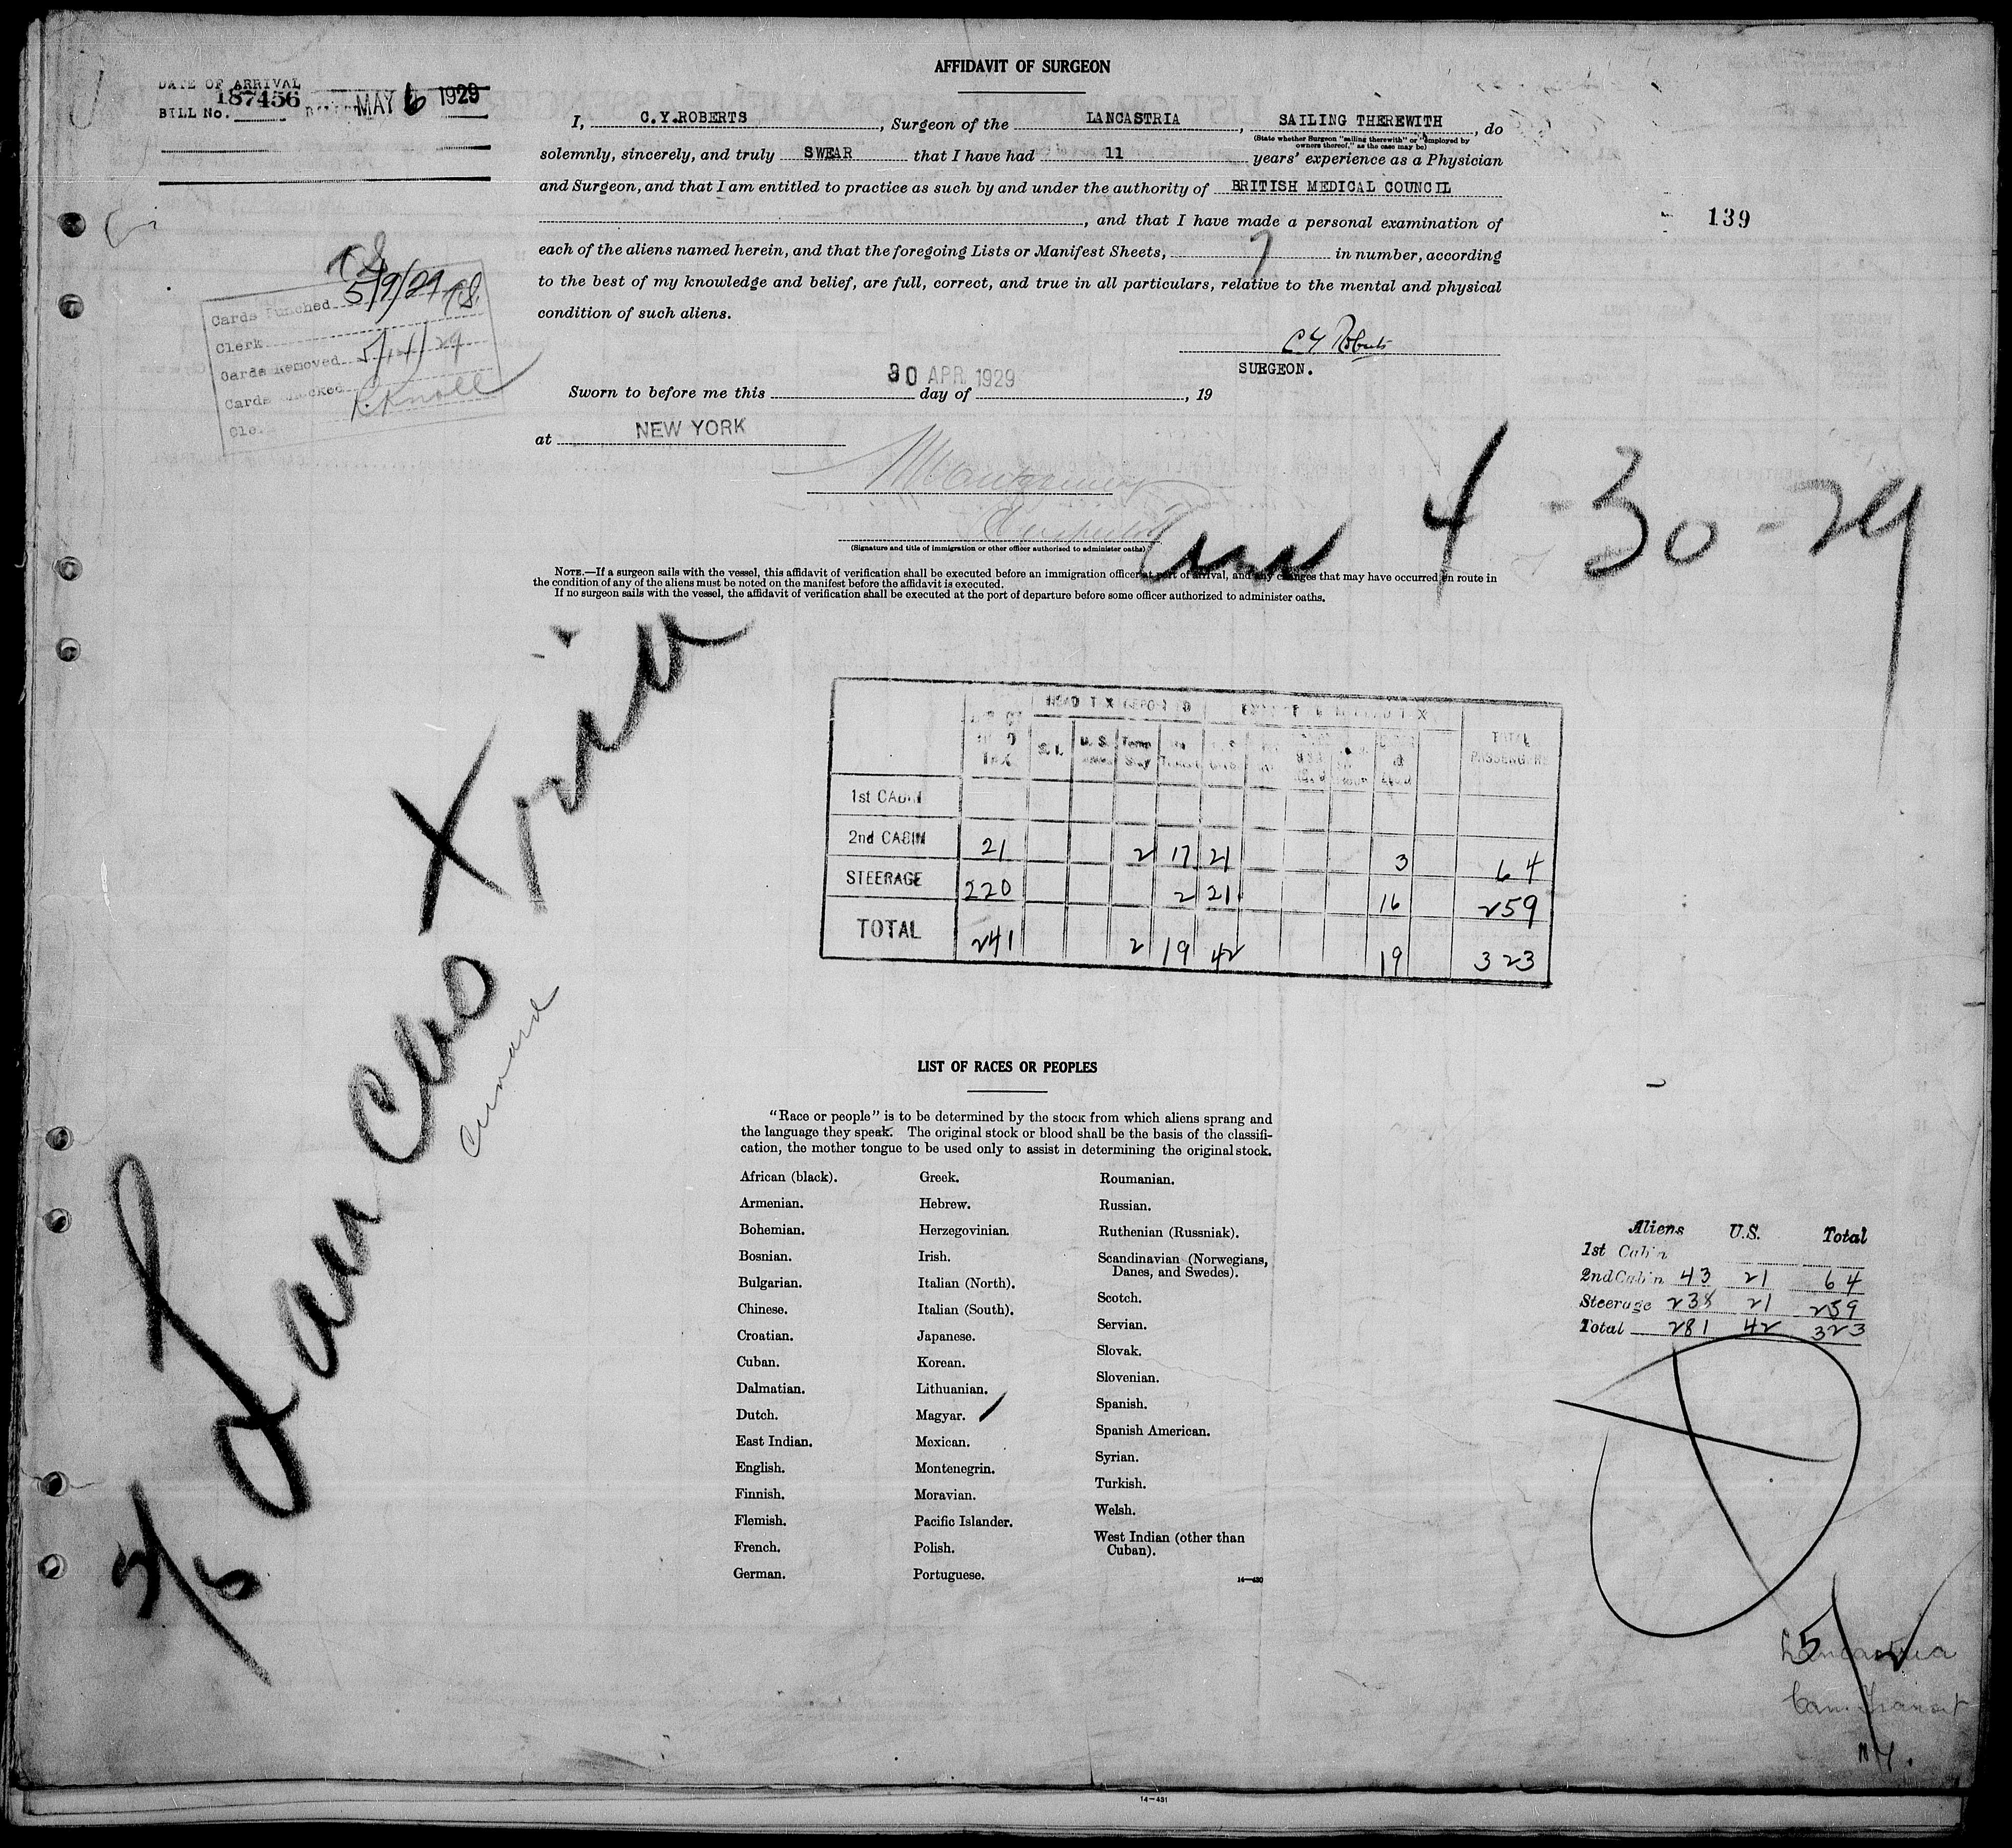 AFFIDAVIT OF SURGEON
DATE OF ARRIVAL
187456 MAY 6 1929
BILL No.
I, C.Y.ROBERTS, Surgeon of the LANCASTRIA, SAILING THEREWITH, do
(State whether Surgeon "sailing therewith" or "employed by
owners thereof," as the case may be)
solemnly, sincerely, and truly SWEAR that I have had 11 years' experience as a Physician
and Surgeon, and that I am entitled to practice as such by and under the authority of BRITISH MEDICAL COUNCIL
, and that I have made a personal examination of
139
each of the aliens named herein, and that the foregoing Lists or Manifest Sheets, 7 in number, according
to the best of my knowledge and belief, are full, correct, and true in all particulars, relative to the mental and physical
condition of such aliens.
C Y Roberts
SURGEON.
Cards Punched 5/9/29
Clerk
Cards Removed
Cards
K. Knoll
30 APR. 1929
Sworn to before me this day of , 19
at NEW YORK
(Signature and title of immigration or other officer authorized to administer oaths)
4-30-29
NOTE.—If a surgeon sails with the vessel, this affidavit of verification shall be executed before an immigration officer at port of arrival, and any changes that may have occurred en route in
the condition of any of the aliens must be noted on the manifest before the affidavit is executed.
If no surgeon sails with the vessel, the affidavit of verification shall be executed at the port of departure before some officer authorized to administer oaths.
Lancastria
Cunard
5/5
TAX S. I. U. S. Temp Stay TOTAL PASSENGERS
1st CABIN
2nd CABIN 21 2 17 21 3 64
STEERAGE 220 2 21 16 259
TOTAL 241 2 19 42 19 323
LIST OF RACES OR PEOPLES
"Race or people" is to be determined by the stock from which aliens sprang and
the language they speak. The original stock or blood shall be the basis of the classifi-
cation, the mother tongue to be used only to assist in determining the original stock.
African (black).
Armenian.
Bohemian.
Bosnian.
Bulgarian.
Chinese.
Croatian.
Cuban.
Dalmatian.
Dutch.
East Indian.
English.
Finnish.
Flemish.
French.
German.
Greek.
Hebrew.
Herzegovinian.
Irish.
Italian (North).
Italian (South).
Japanese.
Korean.
Lithuanian.
Magyar.
Mexican.
Montenegrin.
Moravian.
Pacific Islander.
Polish.
Portuguese.
Roumanian.
Russian.
Ruthenian (Russniak).
Scandinavian (Norwegians,
Danes, and Swedes).
Scotch.
Servian.
Slovak.
Slovenian.
Spanish.
Spanish American.
Syrian.
Turkish.
Welsh.
West Indian (other than
Cuban).
14—430
Aliens U.S. Total
1st Cabin
2nd Cabin 43 21 64
Steerage 238 21 259
Total 281 42 323
5/2
Lancastria
Transit
N.Y.
14—431